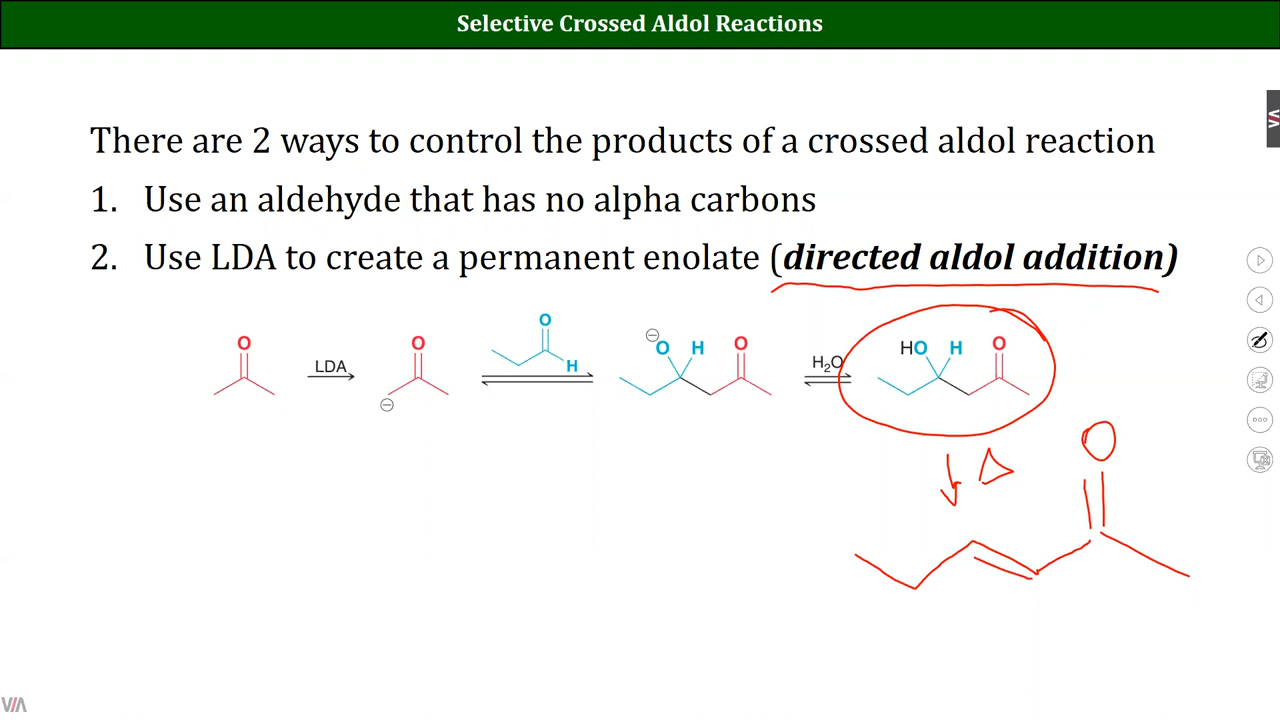 Selective Crossed Aldol Reactions
There are 2 ways to control the products of a crossed aldol reaction
1. Use an aldehyde that has no alpha carbons
2. Use LDA to create a permanent enolate (directed aldol addition)
O LDA O O H ⊖ O H O H₂O HO H O
⊖
Δ O
VIA